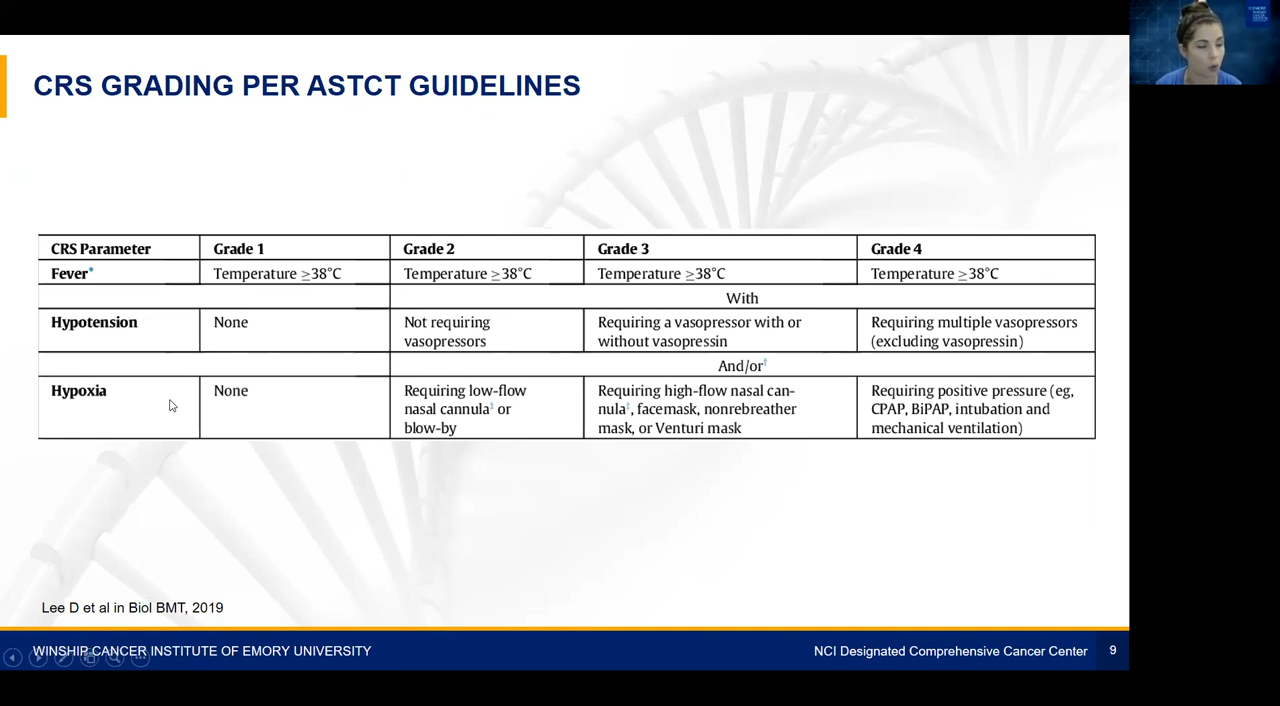 CRS GRADING PER ASTCT GUIDELINES
CRS Parameter Grade 1 Grade 2 Grade 3 Grade 4
Fever* Temperature ≥38°C Temperature ≥38°C Temperature ≥38°C Temperature ≥38°C
With
Hypotension None Not requiring Requiring a vasopressor with or Requiring multiple vasopressors
vasopressors without vasopressin (excluding vasopressin)
And/or†
Hypoxia None Requiring low-flow Requiring high-flow nasal can- Requiring positive pressure (eg,
nasal cannula‡ or nula‡, facemask, nonrebreather CPAP, BiPAP, intubation and
blow-by mask, or Venturi mask mechanical ventilation)
Lee D et al in Biol BMT, 2019
WINSHIP CANCER INSTITUTE OF EMORY UNIVERSITY NCI Designated Comprehensive Cancer Center 9